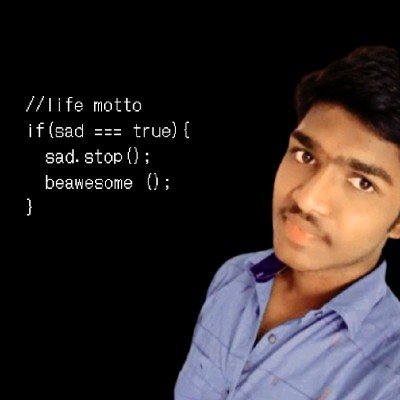 //life motto
if(sad === true){
sad.stop();
beawesome ();
}